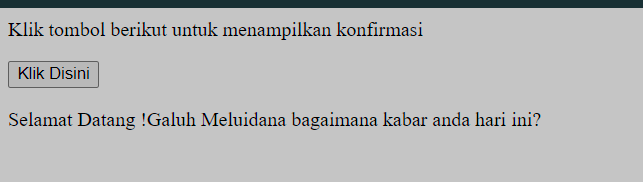 Klik tombol berikut untuk menampilkan konfirmasi
Klik Disini
Selamat Datang !Galuh Meluidana bagaimana kabar anda hari ini?